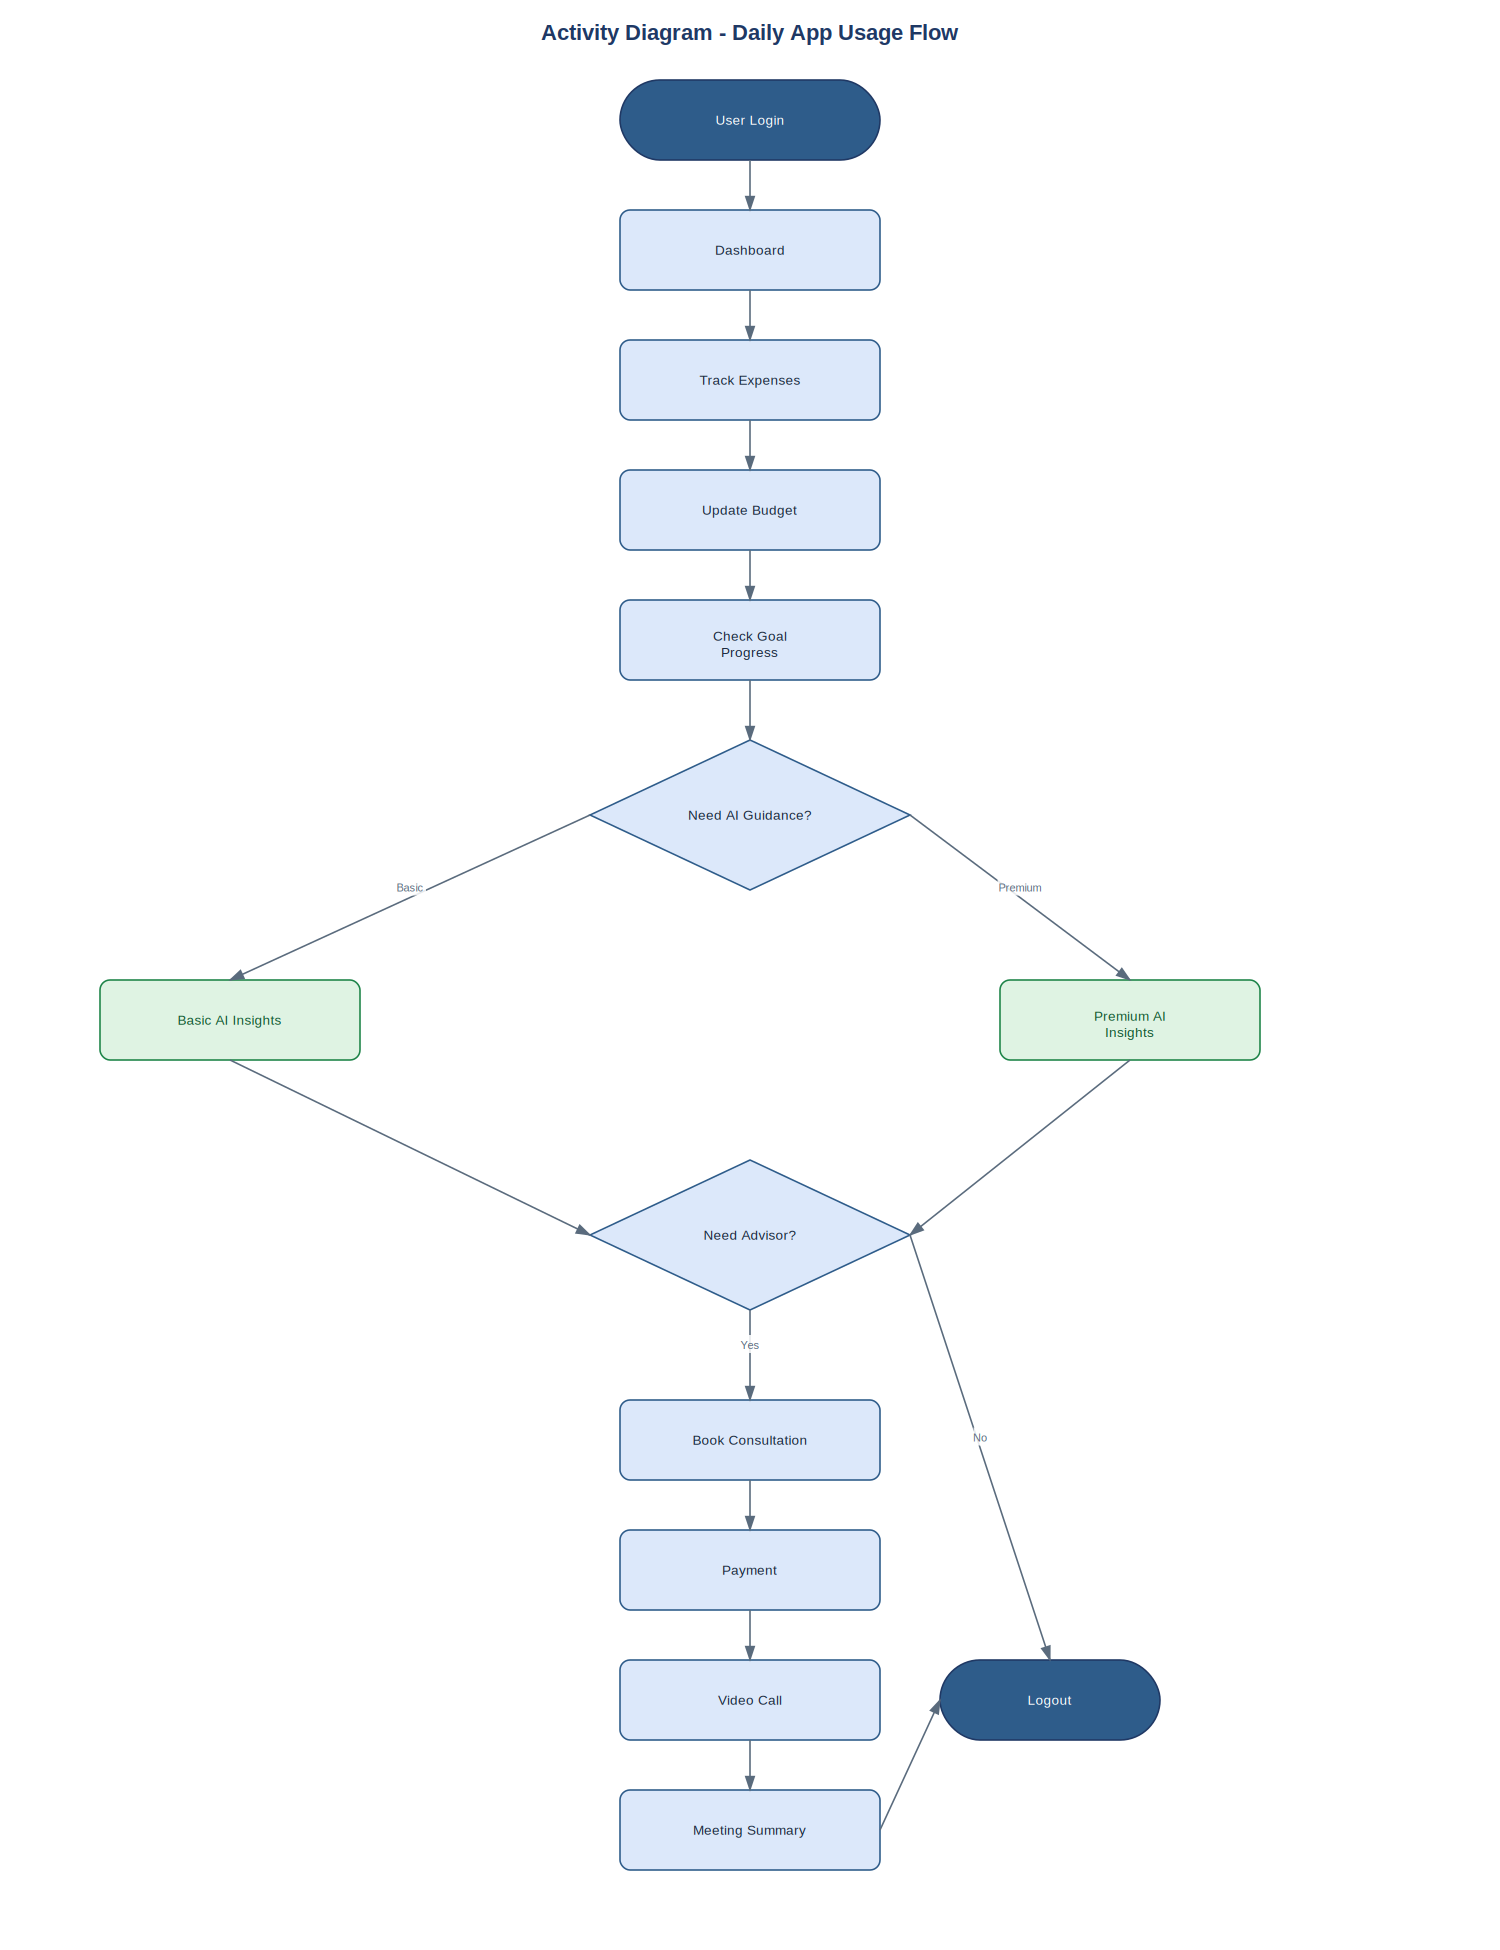 Activity Diagram - Daily App Usage Flow
User Login
Dashboard
Track Expenses
Update Budget
Check Goal
Progress
Need AI Guidance?
Basic
Premium
Basic AI Insights
Premium AI
Insights
Need Advisor?
Yes
Book Consultation
No
Payment
Video Call
Logout
Meeting Summary